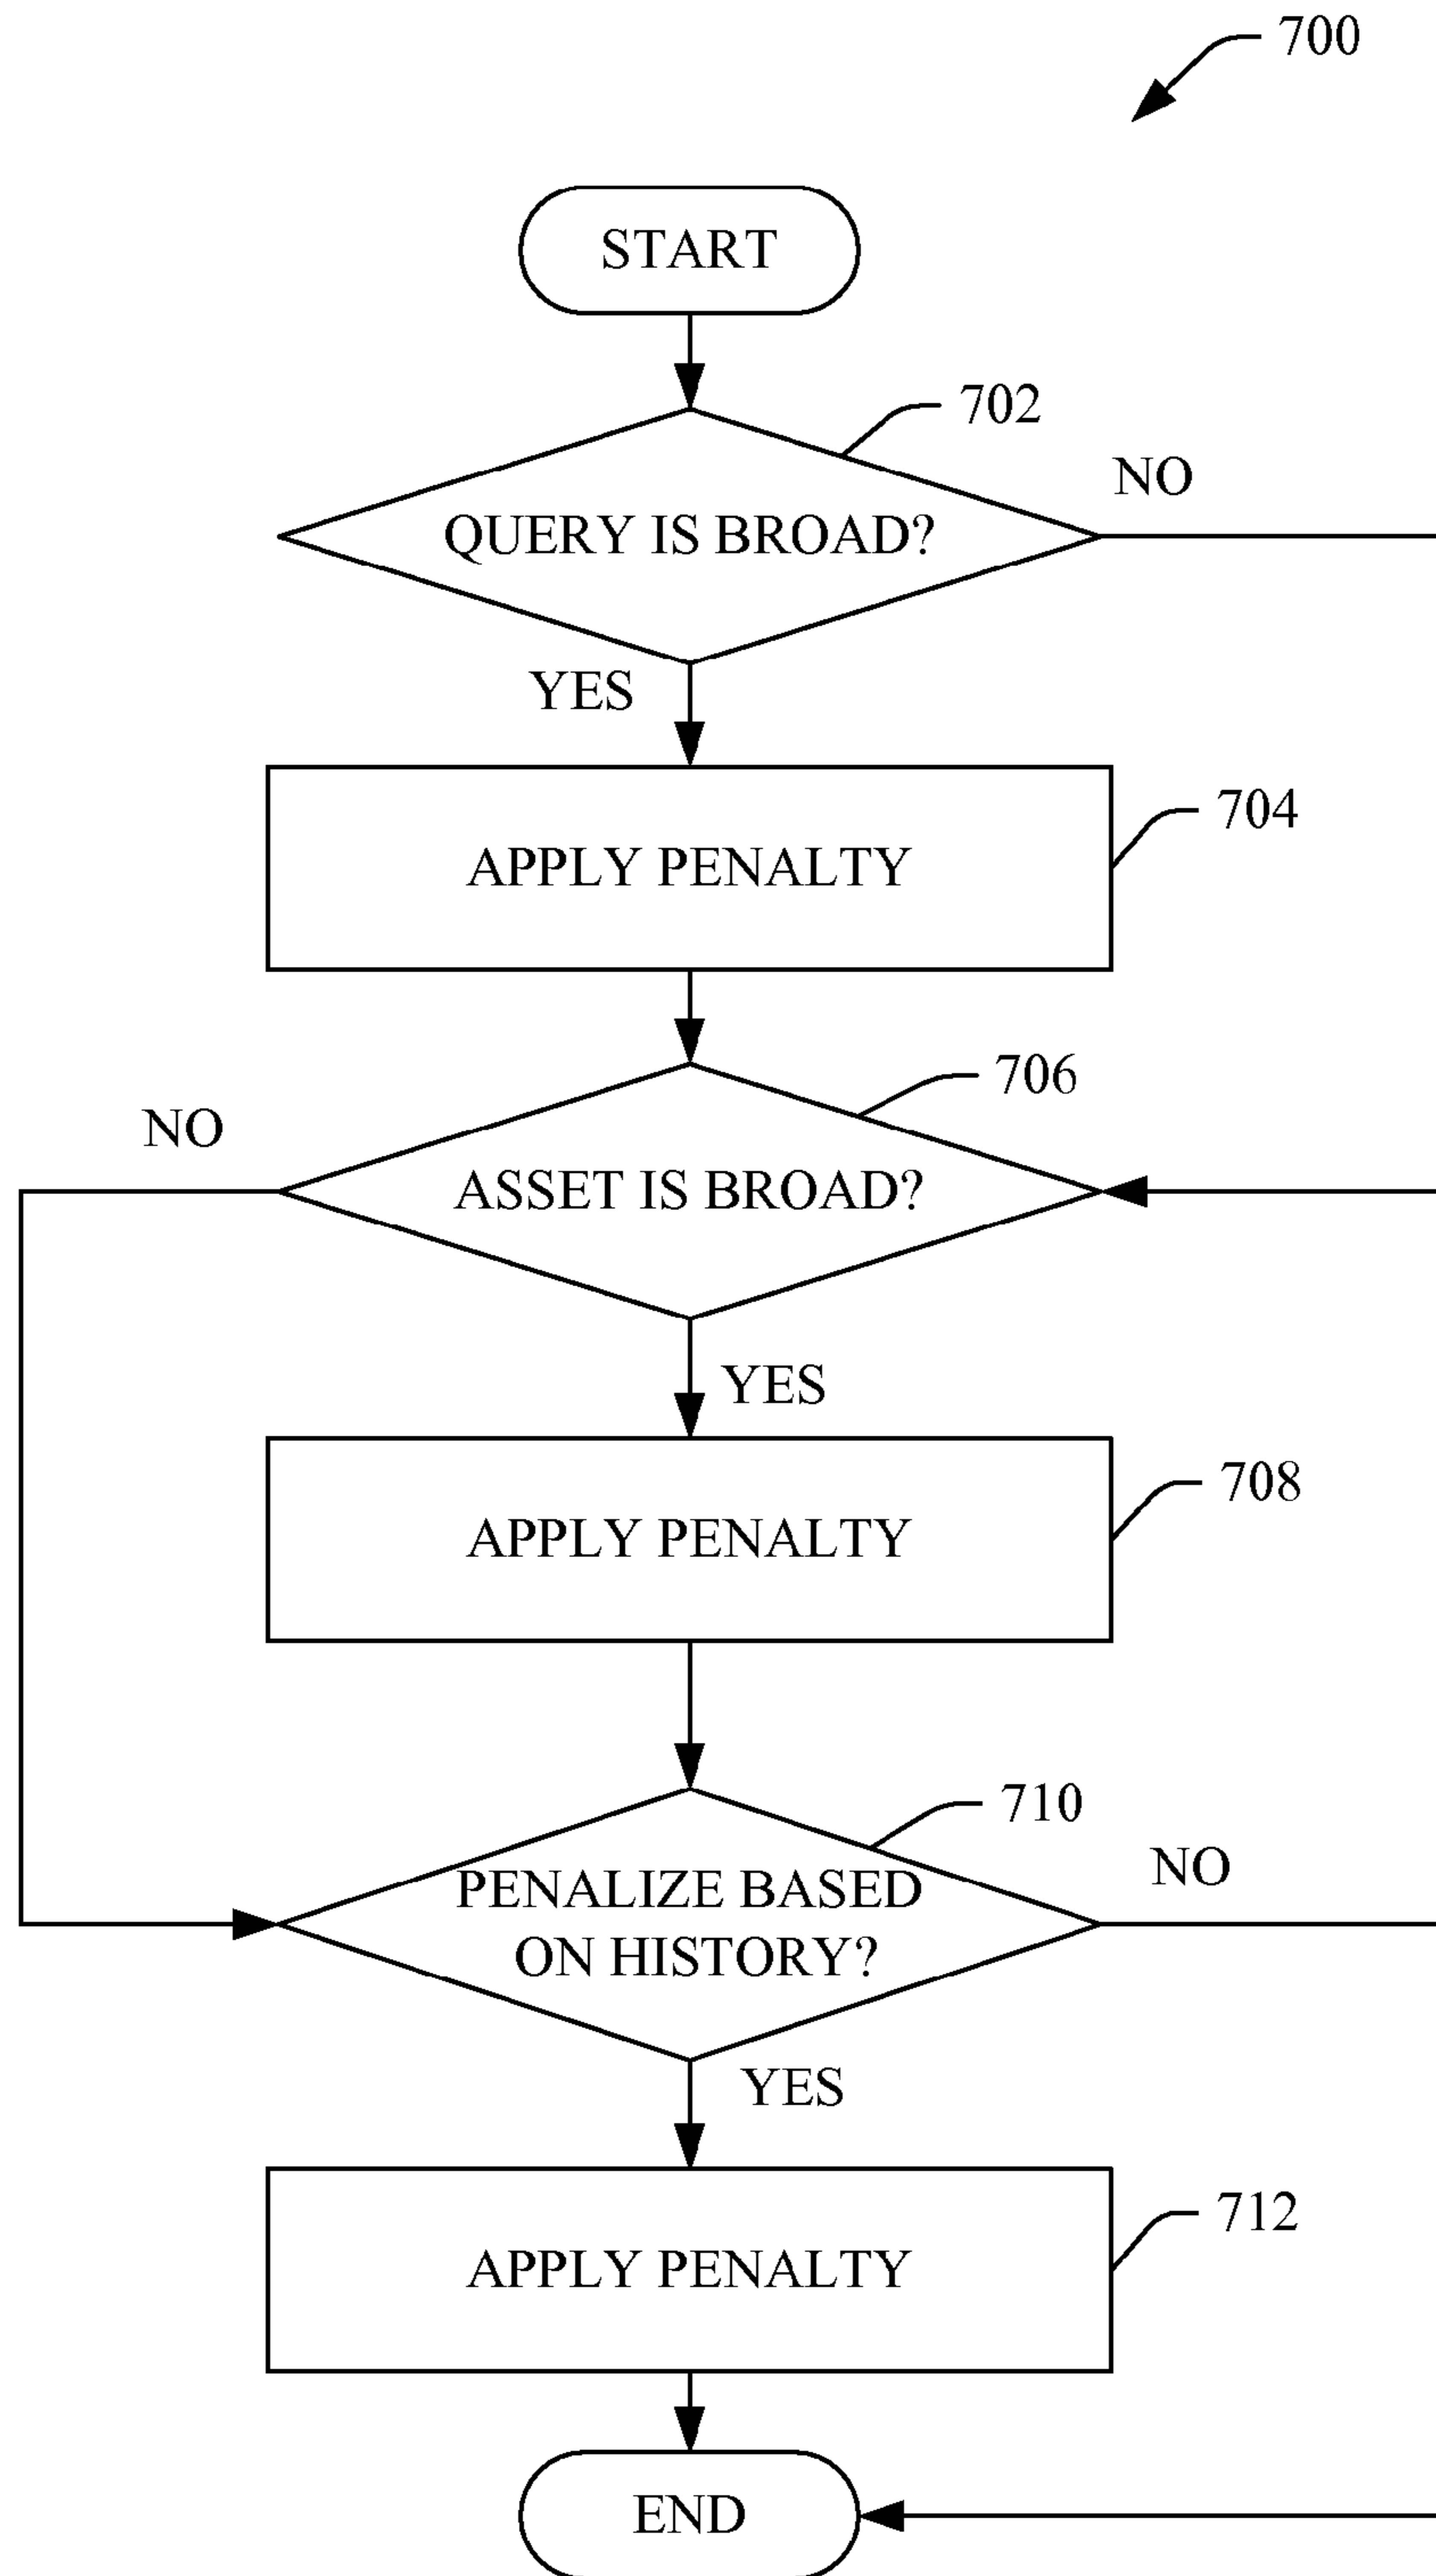 700
START
702
NO
QUERY IS BROAD?
YES
704
APPLY PENALTY
706
NO
ASSET IS BROAD?
YES
708
APPLY PENALTY
710
NO
PENALIZE BASED
ON HISTORY?
YES
712
APPLY PENALTY
END